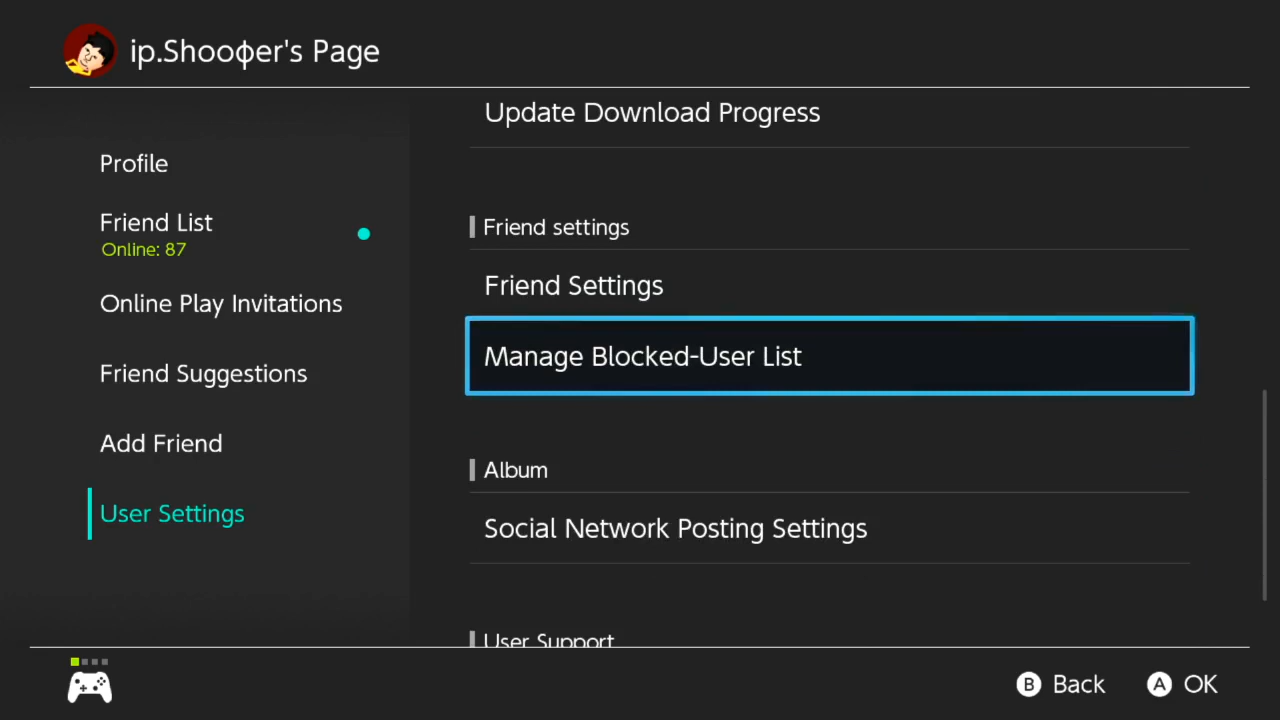 ip.Shooφer's Page
Profile
Friend List
Online: 87
Online Play Invitations
Friend Suggestions
Add Friend
User Settings
Update Download Progress
Friend settings
Friend Settings
Manage Blocked-User List
Album
Social Network Posting Settings
User Support
B Back A OK